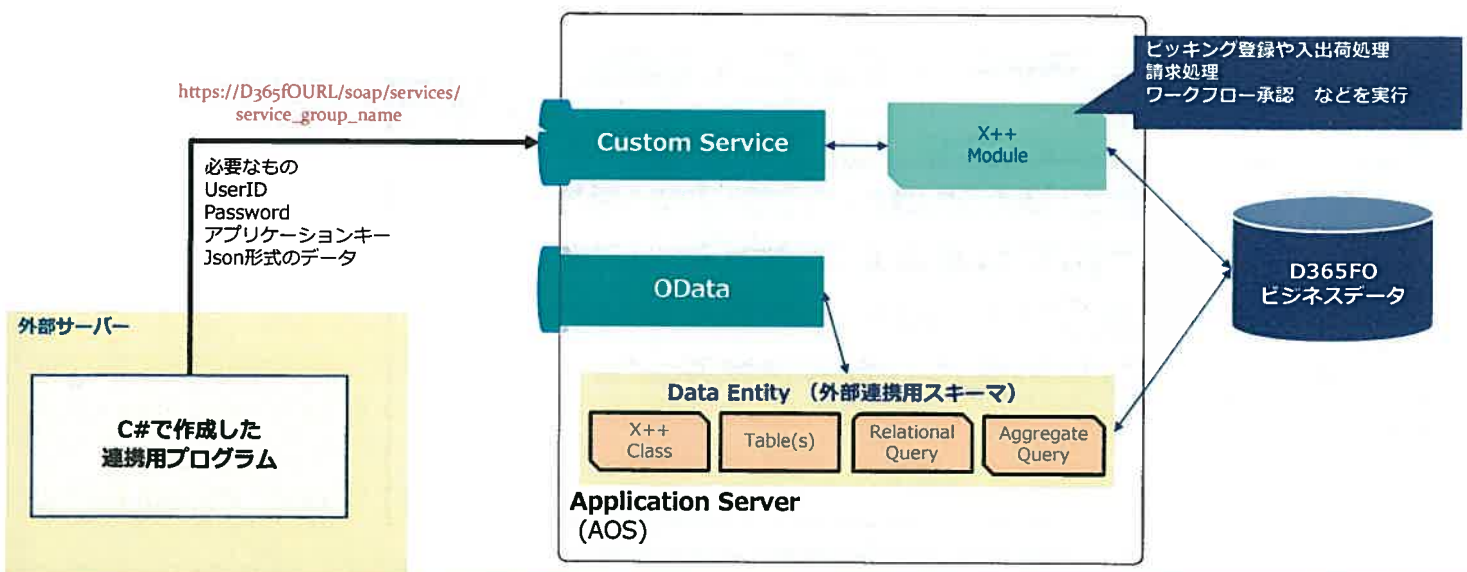 https://D365fOURL/soap/services/
service_group_name
必要なもの
UserID
Password
アプリケーションキー
Json形式のデータ
外部サーバー
C#で作成した
連携用プログラム
Custom Service
X++
Module
ピッキング登録や入出荷処理
請求処理
ワークフロー承認 などを実行
OData
D365FO
ビジネスデータ
Data Entity (外部連携用スキーマ)
X++
Class
Table(s)
Relational
Query
Aggregate
Query
Application Server
(AOS)